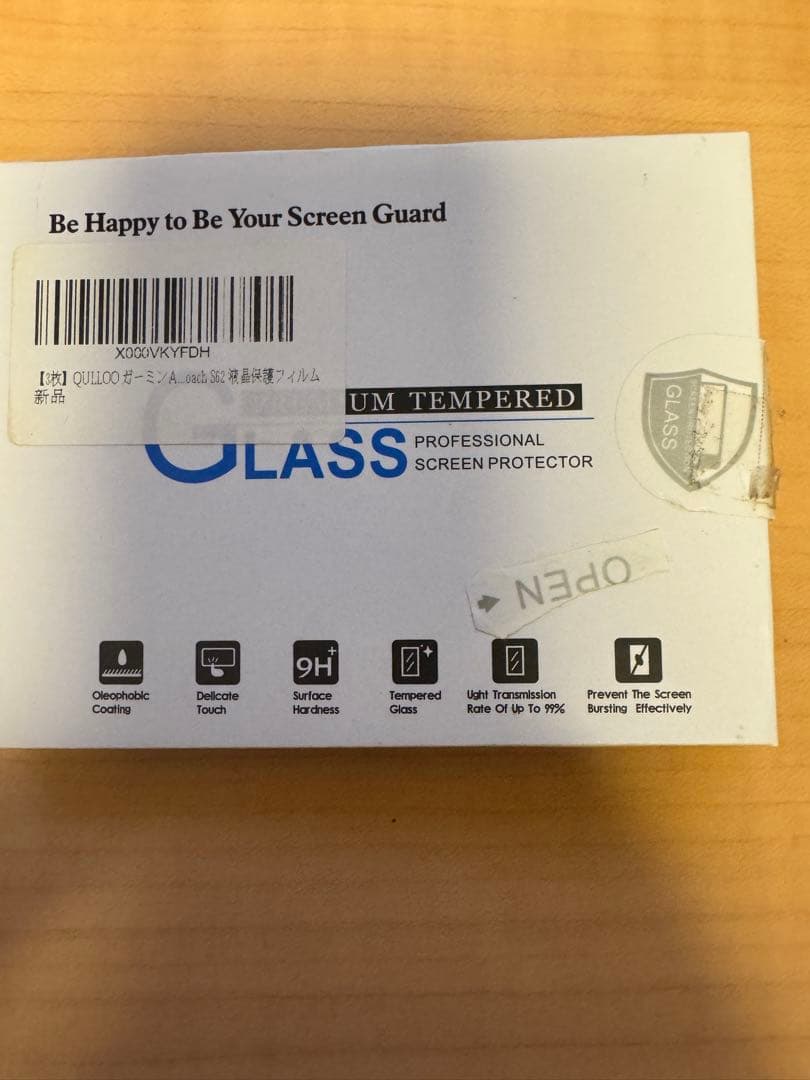 Be Happy to Be Your Screen Guard
X000VKYFDH
【3枚】QULLOO ガーミン A...oach S62 液晶保護フィルム
新品
UM TEMPERED
GLASS
PROFESSIONAL
SCREEN PROTECTOR
GLASS
OPEN
9H+
Oleophobic
Coating
Delicate
Touch
Surface
Hardness
Tempered
Glass
Light Transmission
Rate Of Up To 99%
Prevent The Screen
Bursting Effectively